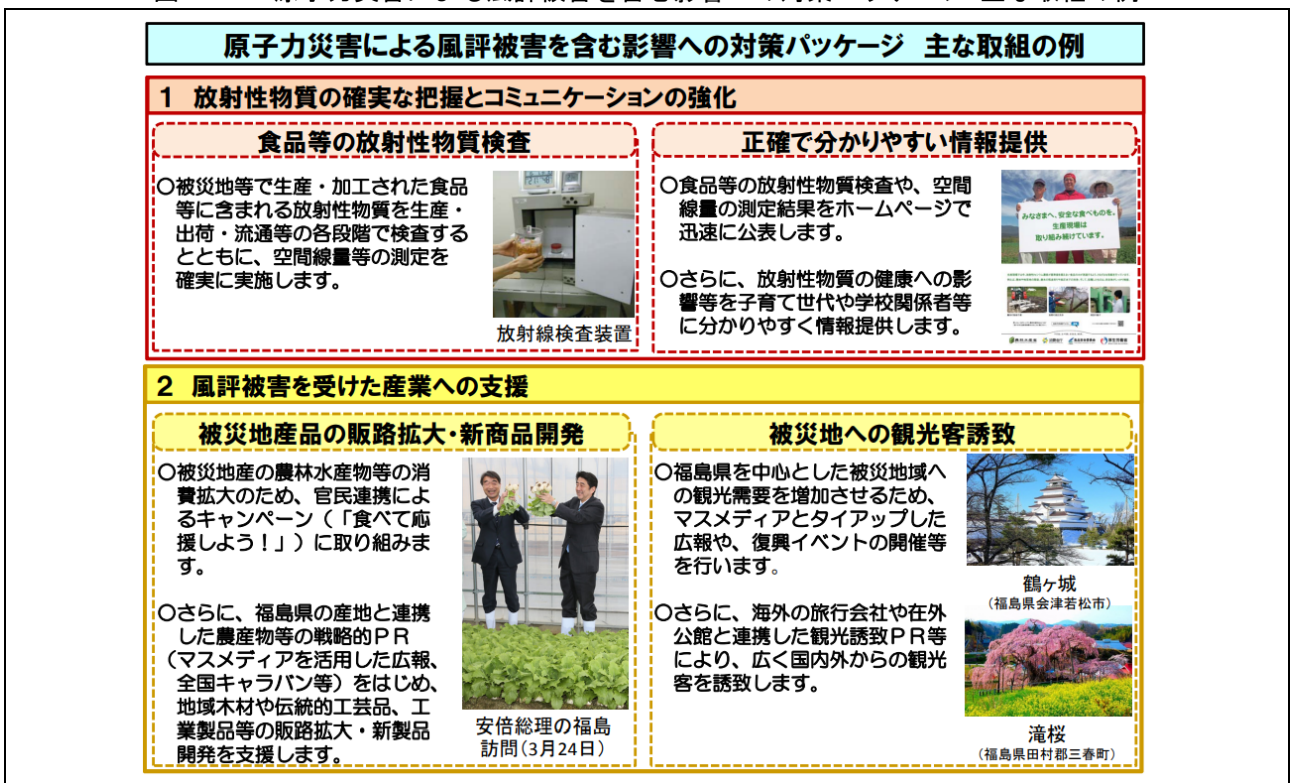 原子力災害による風評被害を含む影響への対策パッケージ 主な取組の例
1 放射性物質の確実な把握とコミュニケーションの強化
食品等の放射性物質検査
○被災地等で生産・加工された食品
等に含まれる放射性物質を生産・
出荷・流通等の各段階で検査する
とともに、空間線量等の測定を
確実に実施します。
放射線検査装置
正確で分かりやすい情報提供
○食品等の放射性物質検査や、空間
線量の測定結果をホームページで
迅速に公表します。
○さらに、放射性物質の健康への影
響等を子育て世代や学校関係者等
に分かりやすく情報提供します。
みなさまへ、安全な食べものを。
生産現場は
取り組み続けています。
2 風評被害を受けた産業への支援
被災地産品の販路拡大・新商品開発
○被災地産の農林水産物等の消
費拡大のため、官民連携によ
るキャンペーン（「食べて応
援しよう！」）に取り組みま
す。
○さらに、福島県の産地と連携
した農産物等の戦略的ＰＲ
（マスメディアを活用した広報、
全国キャラバン等）をはじめ、
地域木材や伝統的工芸品、工
業製品等の販路拡大・新製品
開発を支援します。
安倍総理の福島
訪問(3月24日)
被災地への観光客誘致
○福島県を中心とした被災地域へ
の観光需要を増加させるため、
マスメディアとタイアップした
広報や、復興イベントの開催等
を行います。
○さらに、海外の旅行会社や在外
公館と連携した観光誘致ＰＲ等
により、広く国内外からの観光
客を誘致します。
鶴ヶ城
（福島県会津若松市）
滝桜
（福島県田村郡三春町）